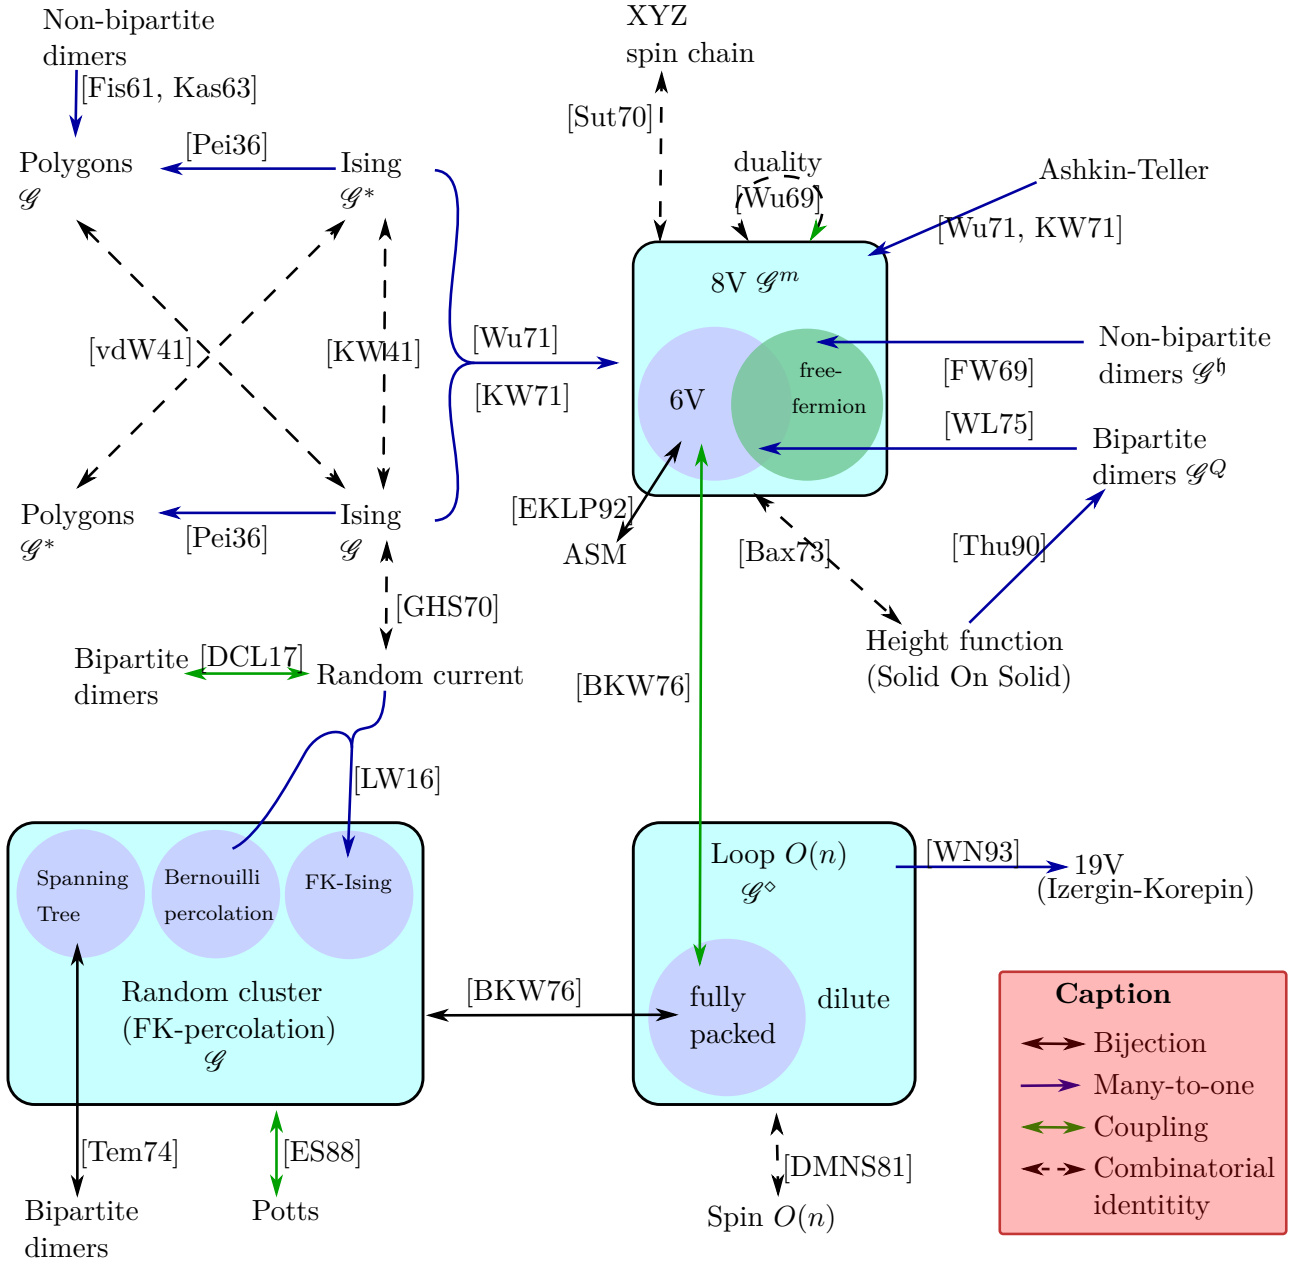 Non-bipartite
dimers
[Fis61, Kas63]
XYZ
spin chain
[Sut70]
Polygons
𝒢
[Pei36]
Ising
𝒢*
duality
[Wu69]
Ashkin-Teller
[Wu71, KW71]
8V 𝒢ᵐ
[vdW41]
[KW41]
[Wu71]
[KW71]
6V
free-
fermion
Non-bipartite
dimers 𝒢^𝔥
[FW69]
[WL75]
Bipartite
dimers 𝒢^Q
Polygons
𝒢*
[Pei36]
Ising
𝒢
[EKLP92]
ASM
[Bax73]
[Thu90]
[GHS70]
Height function
(Solid On Solid)
Bipartite
dimers
[DCL17]
Random current
[BKW76]
[LW16]
Spanning
Tree
Bernouilli
percolation
FK-Ising
Random cluster
(FK-percolation)
𝒢
[BKW76]
Loop O(n)
𝒢^⋄
fully
packed
dilute
[WN93]
19V
(Izergin-Korepin)
[Tem74]
Bipartite
dimers
[ES88]
Potts
[DMNS81]
Spin O(n)
Caption
Bijection
Many-to-one
Coupling
Combinatorial
identitity